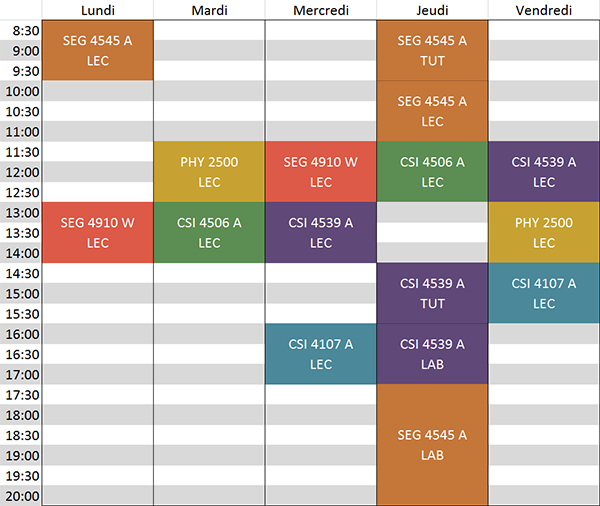 Lundi Mardi Mercredi Jeudi Vendredi
8:30
9:00 SEG 4545 A SEG 4545 A
9:30 LEC TUT
10:00
10:30 SEG 4545 A
11:00 LEC
11:30
12:00 PHY 2500 SEG 4910 W CSI 4506 A CSI 4539 A
12:30 LEC LEC LEC LEC
13:00
13:30 SEG 4910 W CSI 4506 A CSI 4539 A PHY 2500
14:00 LEC LEC LEC LEC
14:30
15:00 CSI 4539 A CSI 4107 A
15:30 TUT LEC
16:00
16:30 CSI 4107 A CSI 4539 A
17:00 LEC LAB
17:30
18:00
18:30 SEG 4545 A
19:00 LAB
19:30
20:00